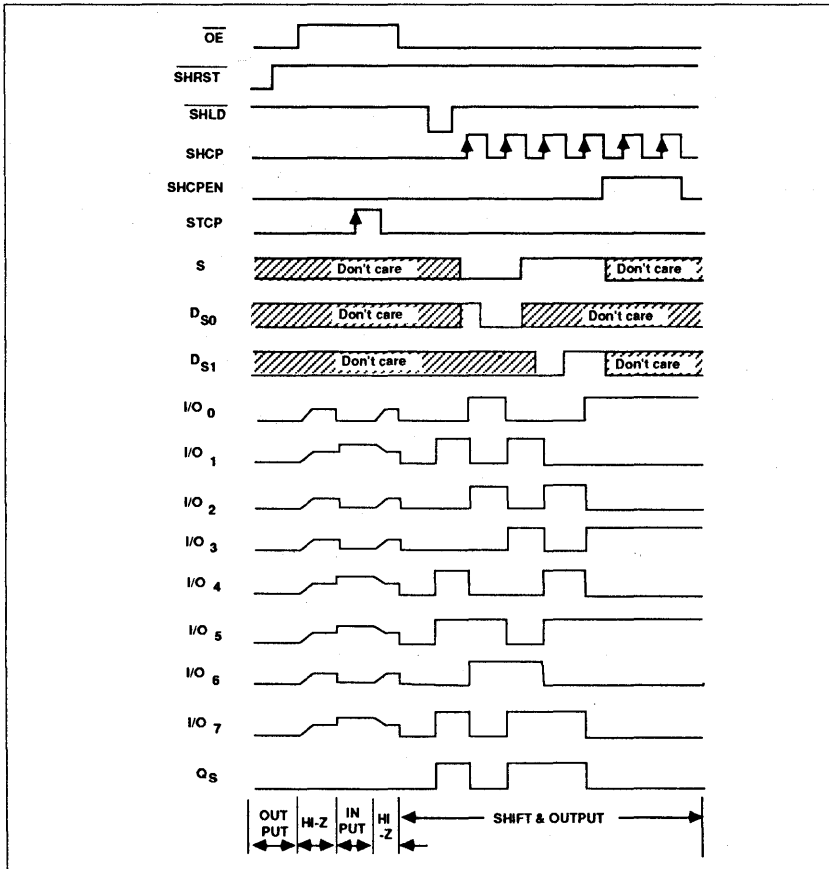 OE
SHRST
SHLD
SHCP
SHCPEN
STCP
S Don't care Don't care
DS0 Don't care Don't care
DS1 Don't care Don't care
I/O 0
I/O 1
I/O 2
I/O 3
I/O 4
I/O 5
I/O 6
I/O 7
QS
OUT PUT HI-Z IN PUT HI -Z SHIFT & OUTPUT